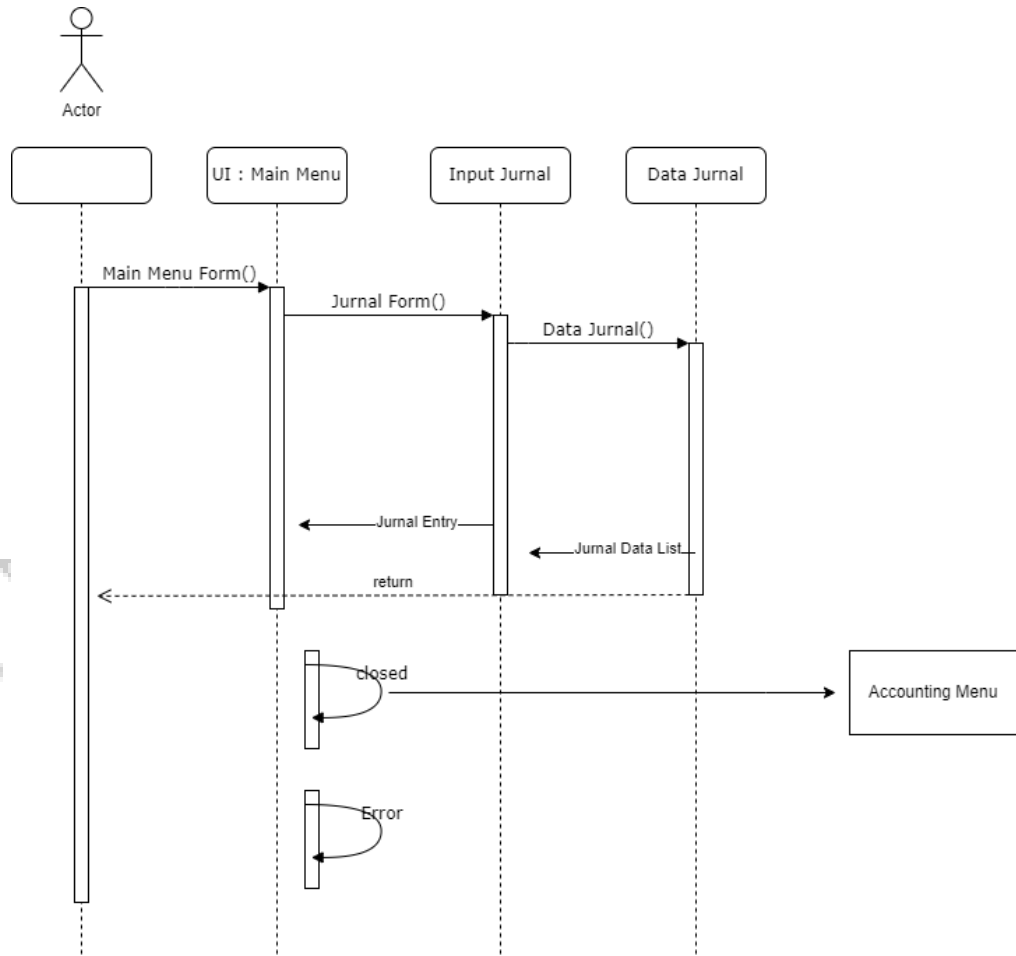 Actor
UI : Main Menu
Input Jurnal
Data Jurnal
Main Menu Form()
Jurnal Form()
Data Jurnal()
Jurnal Entry
Jurnal Data List
return
closed
Accounting Menu
Error